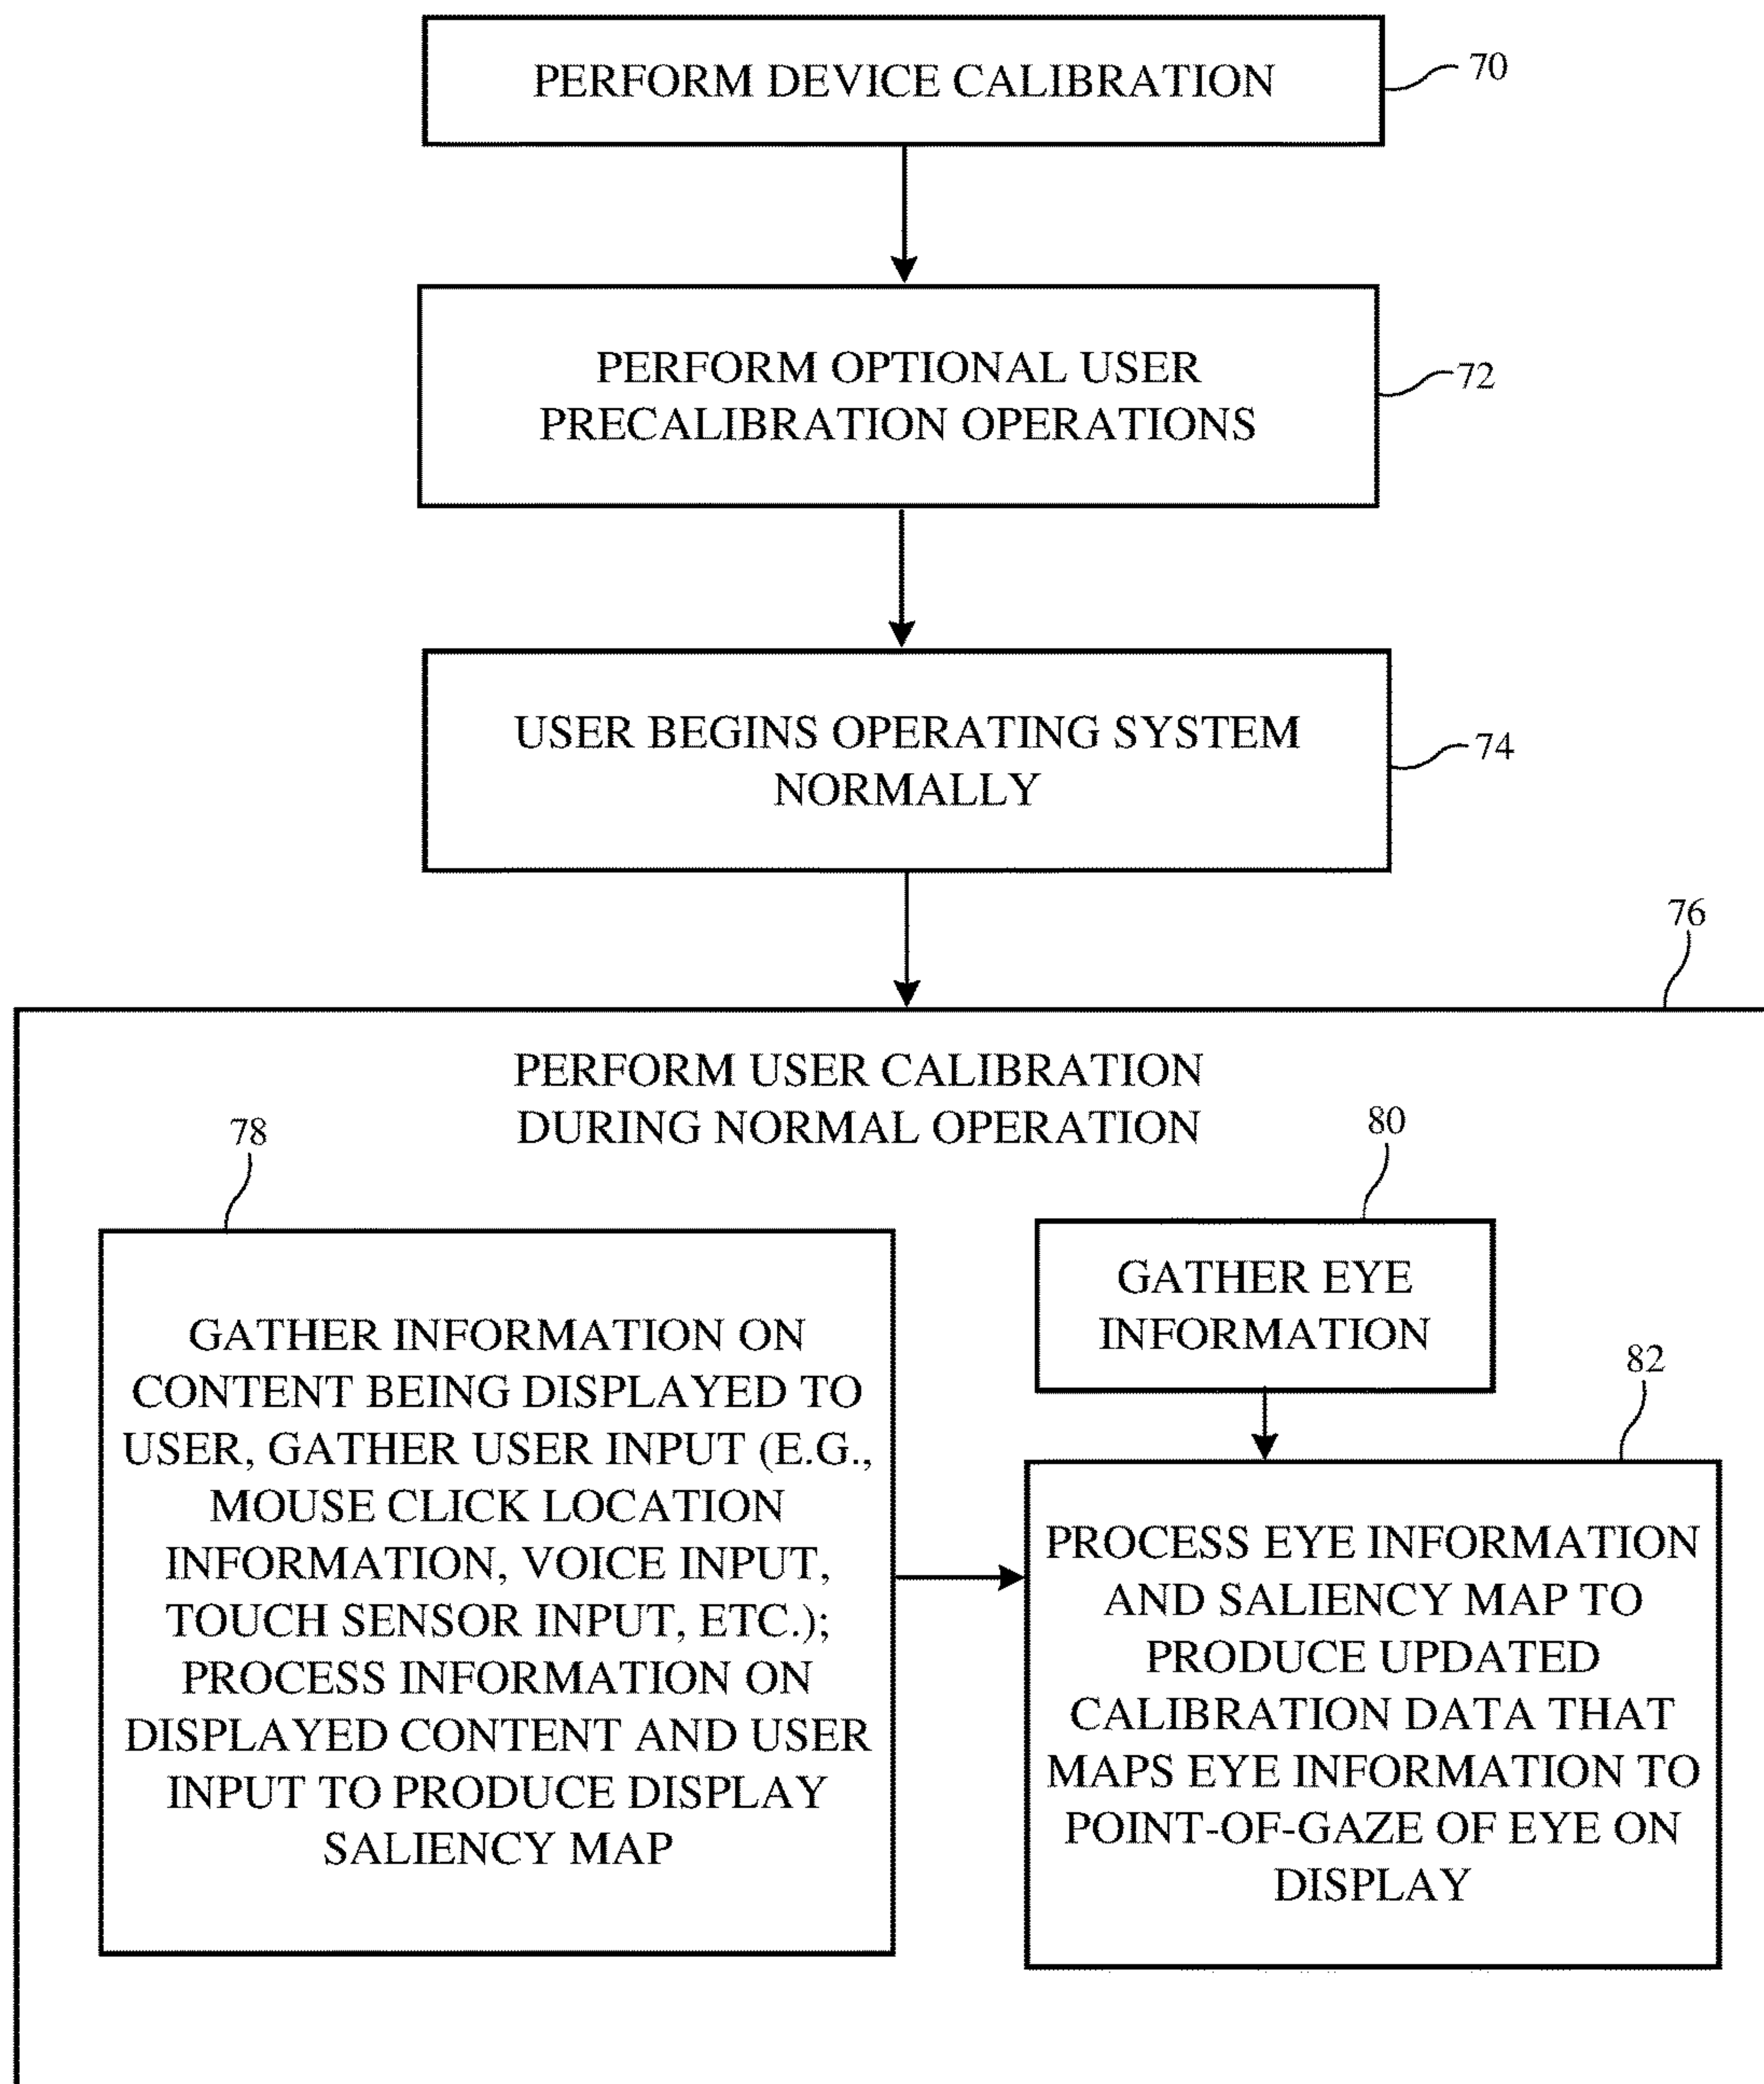 PERFORM DEVICE CALIBRATION
70
PERFORM OPTIONAL USER
PRECALIBRATION OPERATIONS
72
USER BEGINS OPERATING SYSTEM
NORMALLY
74
76
PERFORM USER CALIBRATION
DURING NORMAL OPERATION
78
GATHER INFORMATION ON
CONTENT BEING DISPLAYED TO
USER, GATHER USER INPUT (E.G.,
MOUSE CLICK LOCATION
INFORMATION, VOICE INPUT,
TOUCH SENSOR INPUT, ETC.);
PROCESS INFORMATION ON
DISPLAYED CONTENT AND USER
INPUT TO PRODUCE DISPLAY
SALIENCY MAP
80
GATHER EYE
INFORMATION
82
PROCESS EYE INFORMATION
AND SALIENCY MAP TO
PRODUCE UPDATED
CALIBRATION DATA THAT
MAPS EYE INFORMATION TO
POINT-OF-GAZE OF EYE ON
DISPLAY